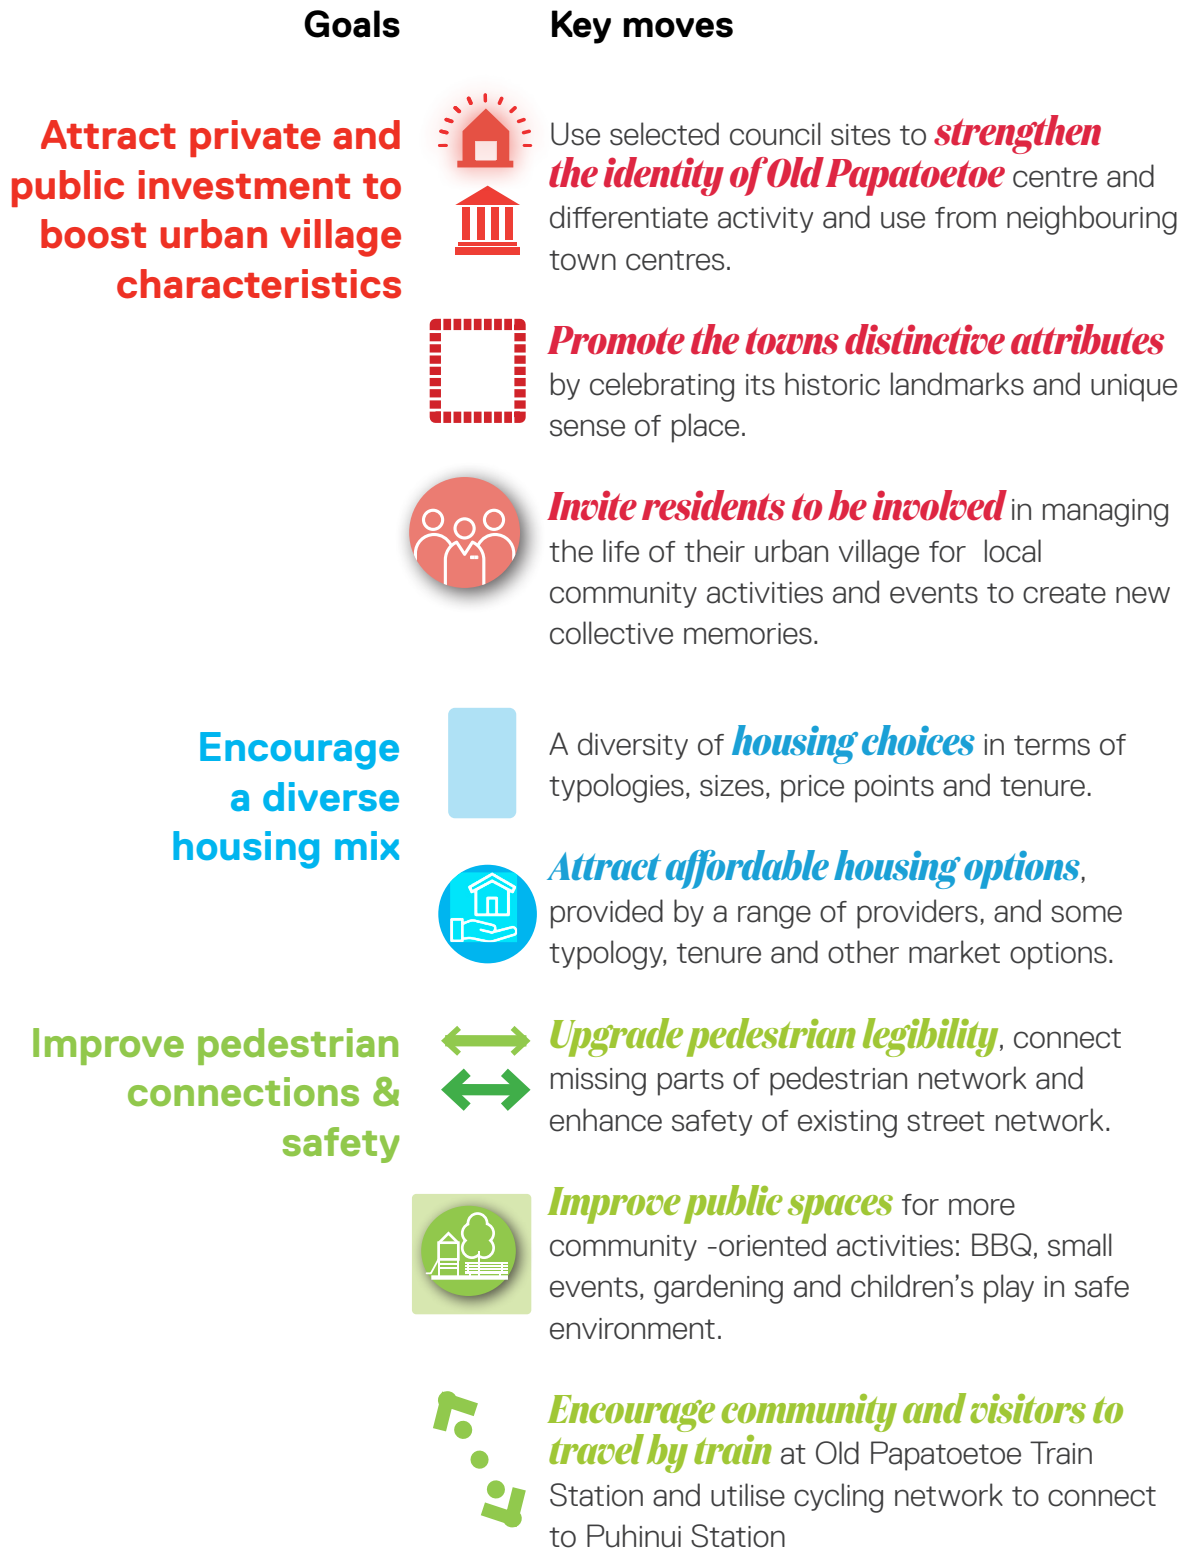 Goals
Key moves
Attract private and
public investment to
boost urban village
characteristics
Use selected council sites to strengthen
the identity of Old Papatoetoe centre and
differentiate activity and use from neighbouring
town centres.
Promote the towns distinctive attributes
by celebrating its historic landmarks and unique
sense of place.
Invite residents to be involved in managing
the life of their urban village for  local
community activities and events to create new
collective memories.
Encourage
a diverse
housing mix
A diversity of housing choices in terms of
typologies, sizes, price points and tenure.
Attract affordable housing options,
provided by a range of providers, and some
typology, tenure and other market options.
Improve pedestrian
connections &
safety
Upgrade pedestrian legibility, connect
missing parts of pedestrian network and
enhance safety of existing street network.
Improve public spaces for more
community -oriented activities: BBQ, small
events, gardening and children’s play in safe
environment.
Encourage community and visitors to
travel by train at Old Papatoetoe Train
Station and utilise cycling network to connect
to Puhinui Station